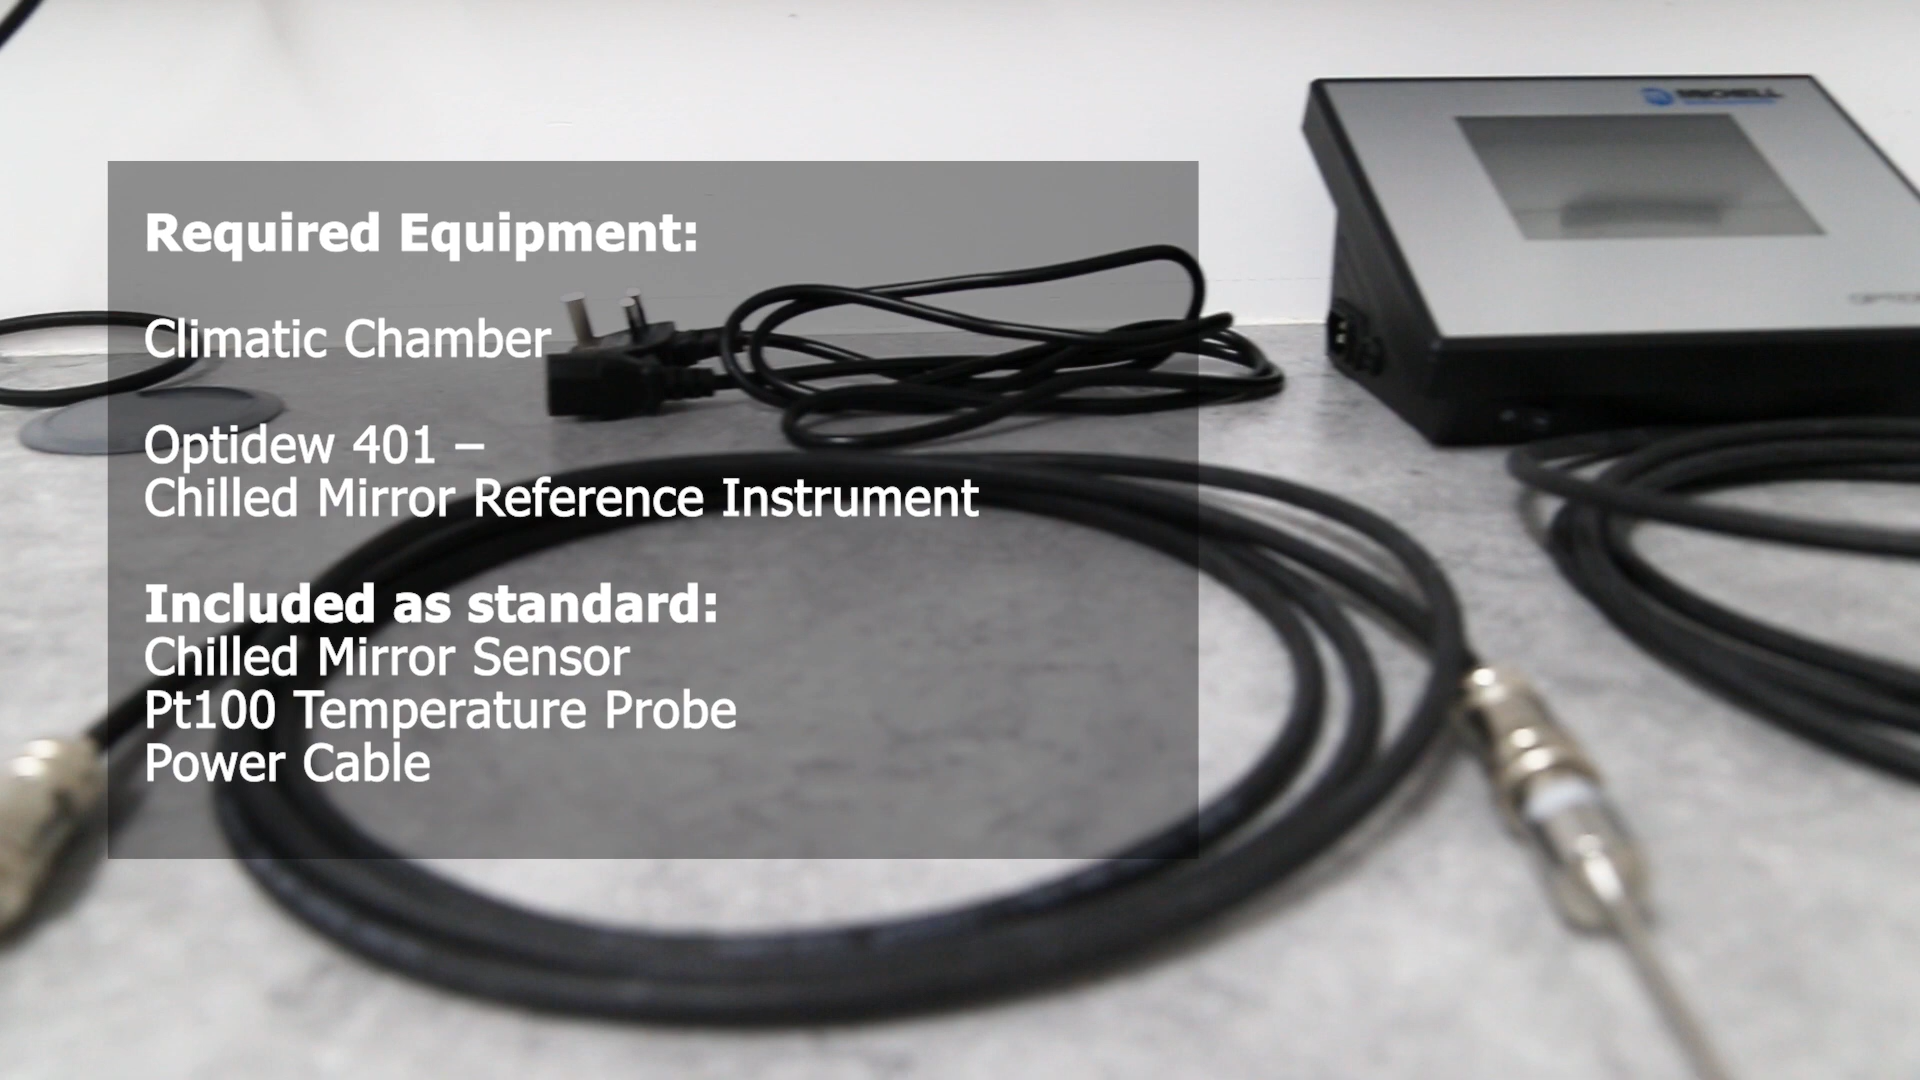 Required Equipment:
Climatic Chamber
Optidew 401 –
Chilled Mirror Reference Instrument
Included as standard:
Chilled Mirror Sensor
Pt100 Temperature Probe
Power Cable
MICHELL